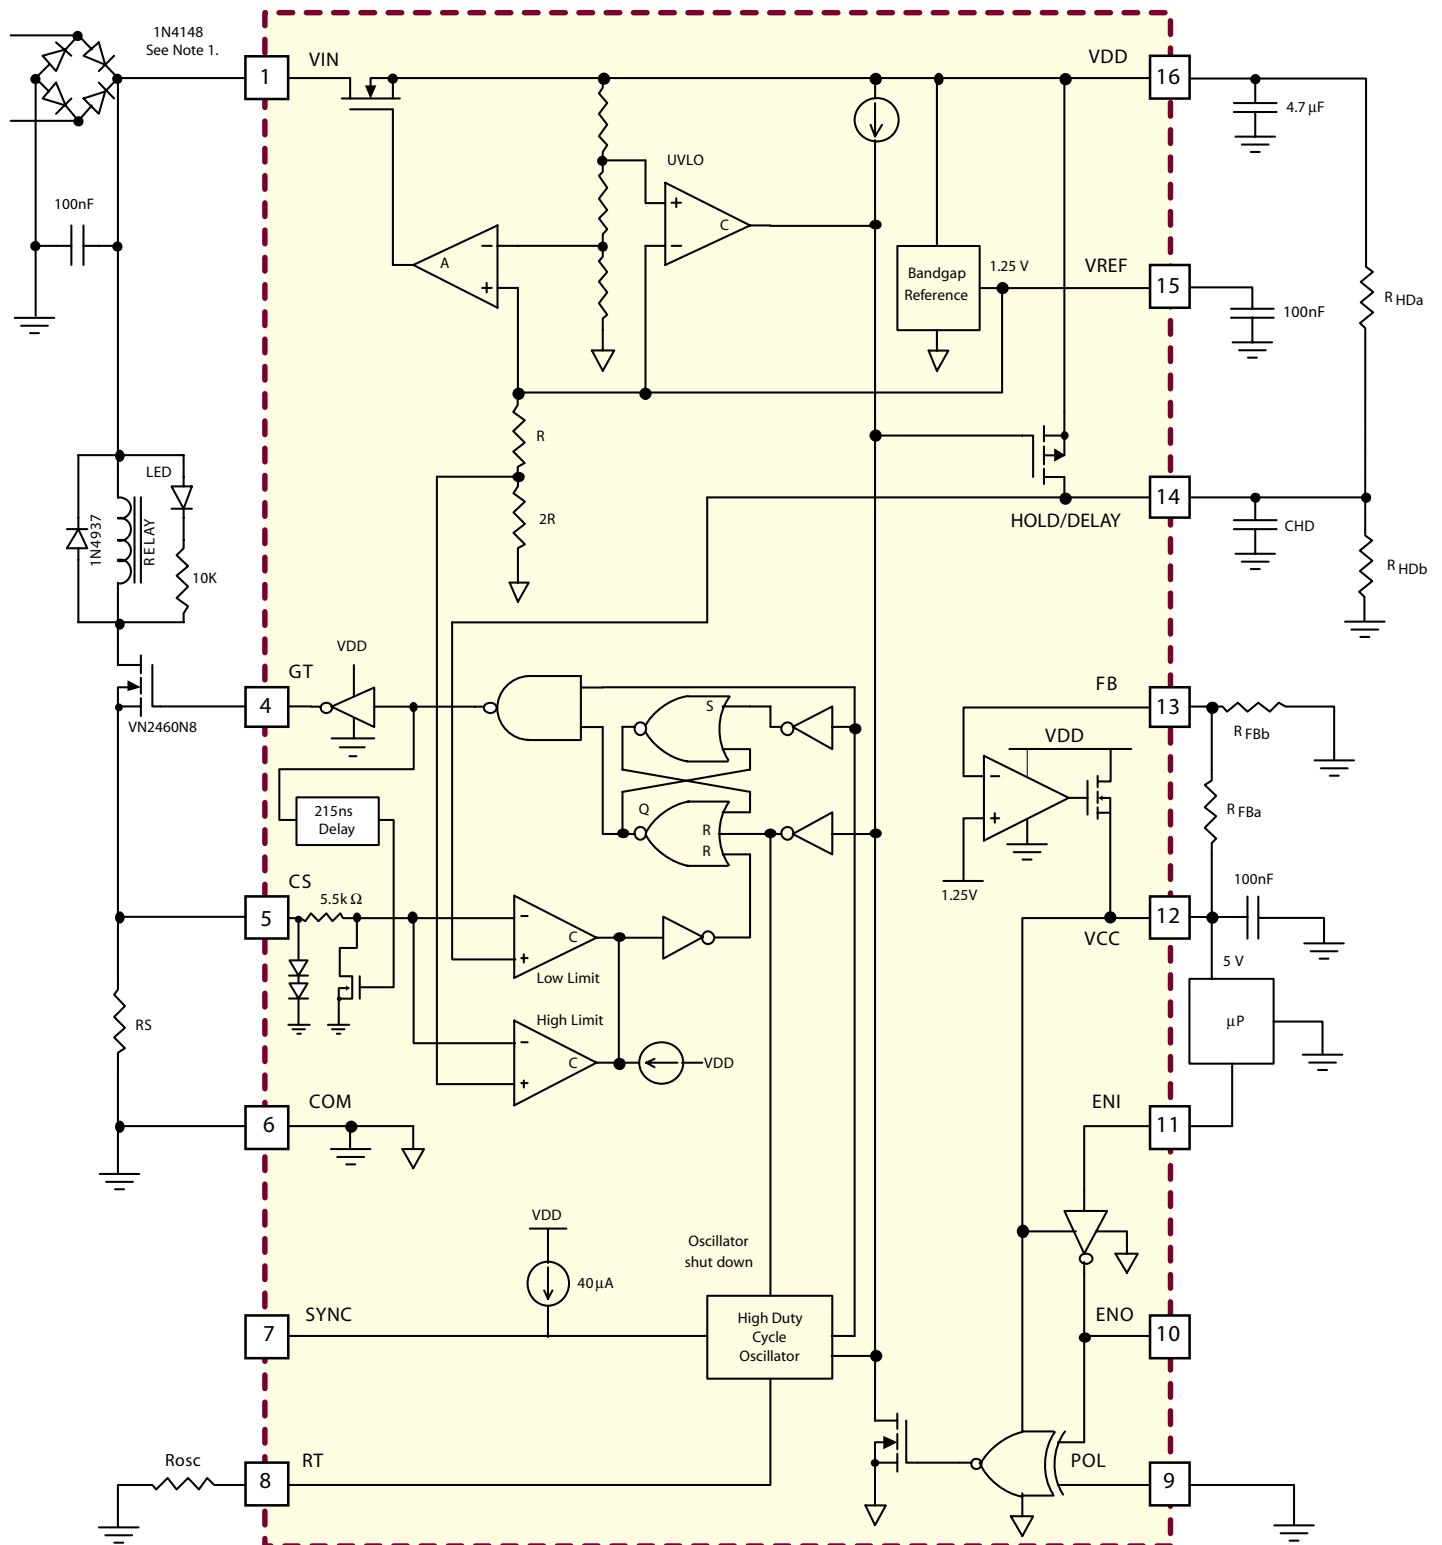 1N4148
See Note 1.
1
VIN
VDD
16
4.7 μF
UVLO
+
C
−
100nF
−
A
+
Bandgap
Reference
1.25 V
VREF
15
100nF
R HDa
R
2R
LED
1N4937
RELAY
10K
14
HOLD/DELAY
CHD
R HDb
VDD
GT
4
VN2460N8
S
FB
13
R FBb
VDD
−
+
1.25V
R FBa
215ns
Delay
Q
R
R
CS
5
5.5k Ω
−
C
+
Low Limit
100nF
12
VCC
5 V
RS
High Limit
−
C
+
VDD
μP
COM
6
ENI
11
VDD
40μA
Oscillator
shut down
SYNC
7
High Duty
Cycle
Oscillator
ENO
10
Rosc
RT
8
POL
9